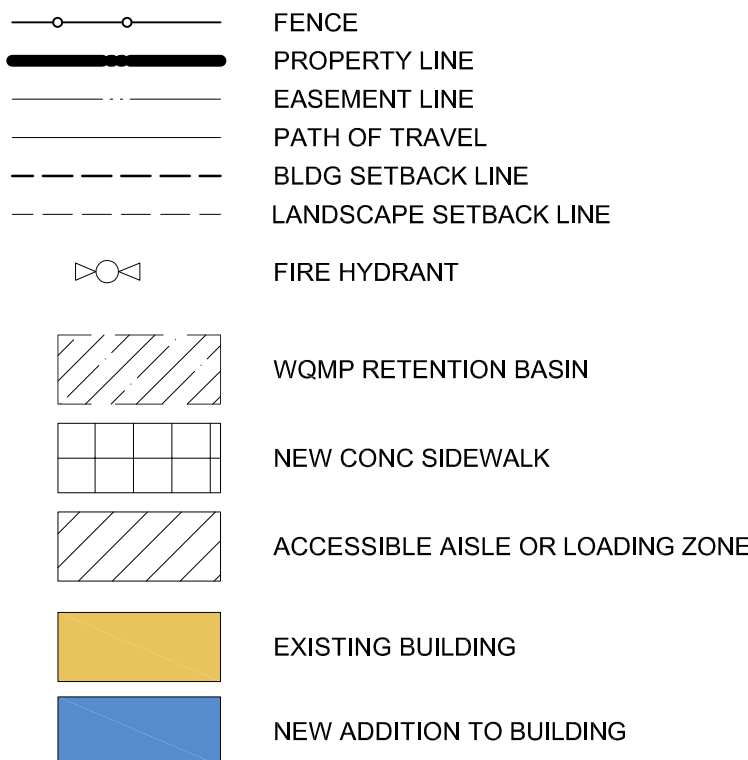 FENCE
PROPERTY LINE
EASEMENT LINE
PATH OF TRAVEL
BLDG SETBACK LINE
LANDSCAPE SETBACK LINE
FIRE HYDRANT
WQMP RETENTION BASIN
NEW CONC SIDEWALK
ACCESSIBLE AISLE OR LOADING ZONE
EXISTING BUILDING
NEW ADDITION TO BUILDING